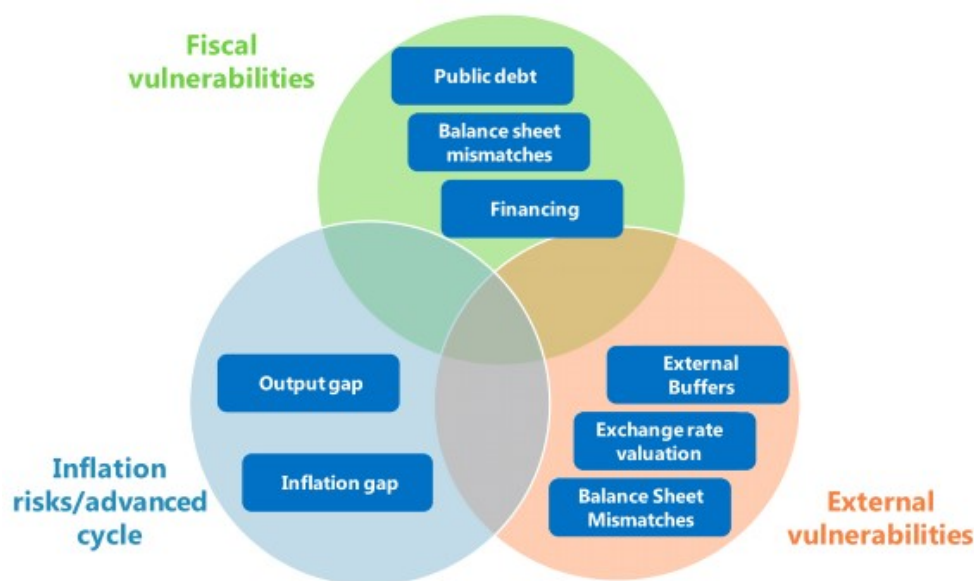 Fiscal
vulnerabilities
Public debt
Balance sheet
mismatches
Financing
Output gap
Inflation gap
Inflation
risks/advanced
cycle
External
Buffers
Exchange rate
valuation
Balance Sheet
Mismatches
External
vulnerabilities